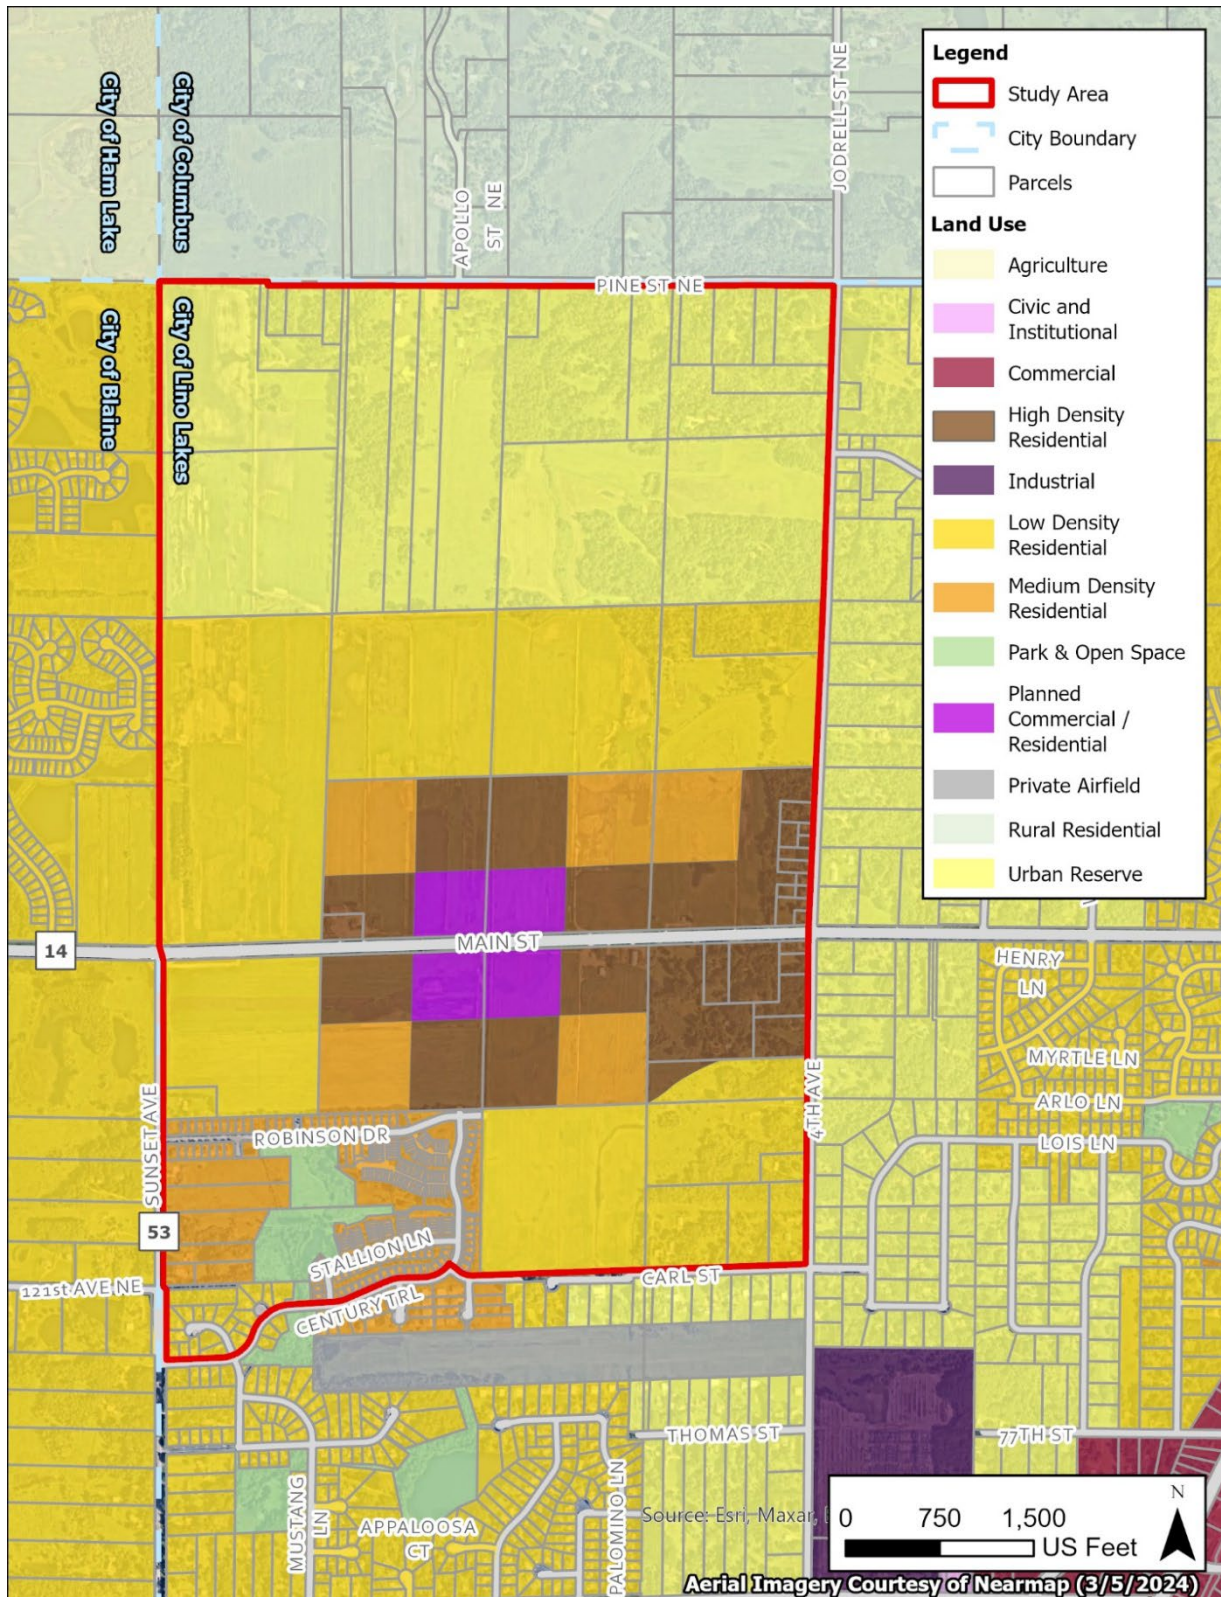 City of Ham Lake
City of Columbus
APOLLO
ST NE
JODRELL ST NE
PINE ST NE
City of Blaine
City of Lino Lakes
Legend
Study Area
City Boundary
Parcels
Land Use
Agriculture
Civic and
Institutional
Commercial
High Density
Residential
Industrial
Low Density
Residential
Medium Density
Residential
Park & Open Space
Planned
Commercial /
Residential
Private Airfield
Rural Residential
Urban Reserve
14
MAIN ST
HENRY
LN
MYRTLE LN
ARLO LN
LOIS LN
SUNSET AVE
4TH AVE
ROBINSON DR
53
STALLION LN
121st AVE NE
CENTURY TRL
CARL ST
THOMAS ST
77TH ST
MUSTANG
LN
APPALOOSA
CT
PALOMINO LN
Source: Esri, Maxar,
0 750 1,500
US Feet
N
Aerial Imagery Courtesy of Nearmap (3/5/2024)